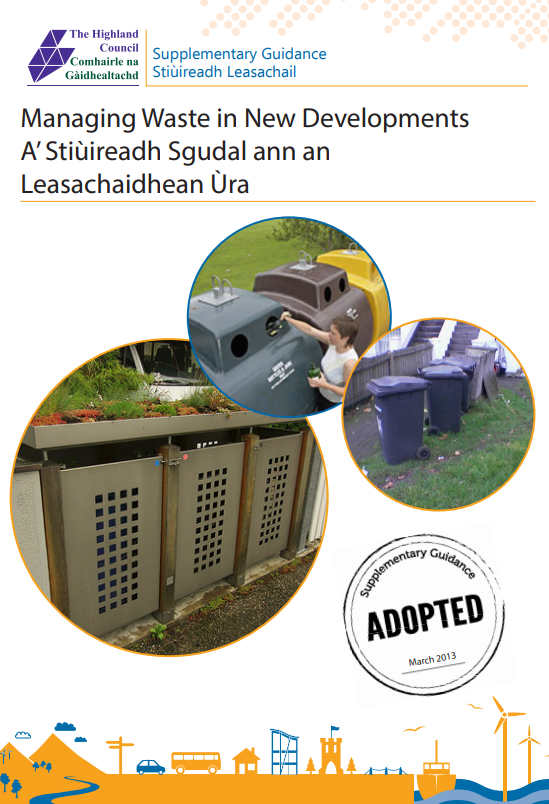 The Highland
Council
Comhairle na
Gàidhealtachd
Supplementary Guidance
Stiùireadh Leasachail
Managing Waste in New Developments
A' Stiùireadh Sgudal ann an
Leasachaidhean Ùra
Supplementary Guidance
ADOPTED
March 2013